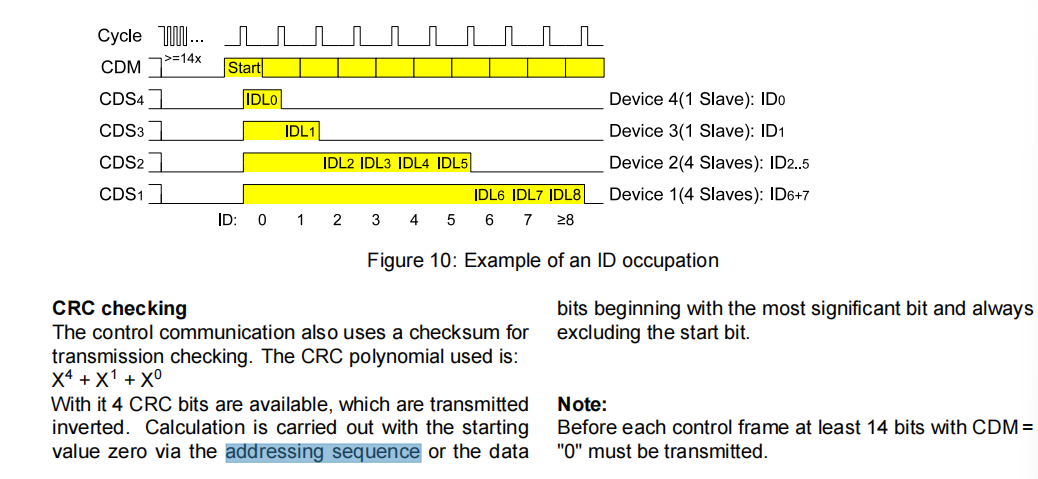 Cycle ...
CDM >=14x Start
CDS4 IDL0 Device 4(1 Slave): ID0
CDS3 IDL1 Device 3(1 Slave): ID1
CDS2 IDL2 IDL3 IDL4 IDL5 Device 2(4 Slaves): ID2..5
CDS1 IDL6 IDL7 IDL8 Device 1(4 Slaves): ID6+7
ID: 0 1 2 3 4 5 6 7 ≥8
Figure 10: Example of an ID occupation
CRC checking
The control communication also uses a checksum for
transmission checking. The CRC polynomial used is:
X⁴ + X¹ + X⁰
With it 4 CRC bits are available, which are transmitted
inverted. Calculation is carried out with the starting
value zero via the addressing sequence or the data
bits beginning with the most significant bit and always
excluding the start bit.
Note:
Before each control frame at least 14 bits with CDM =
"0" must be transmitted.